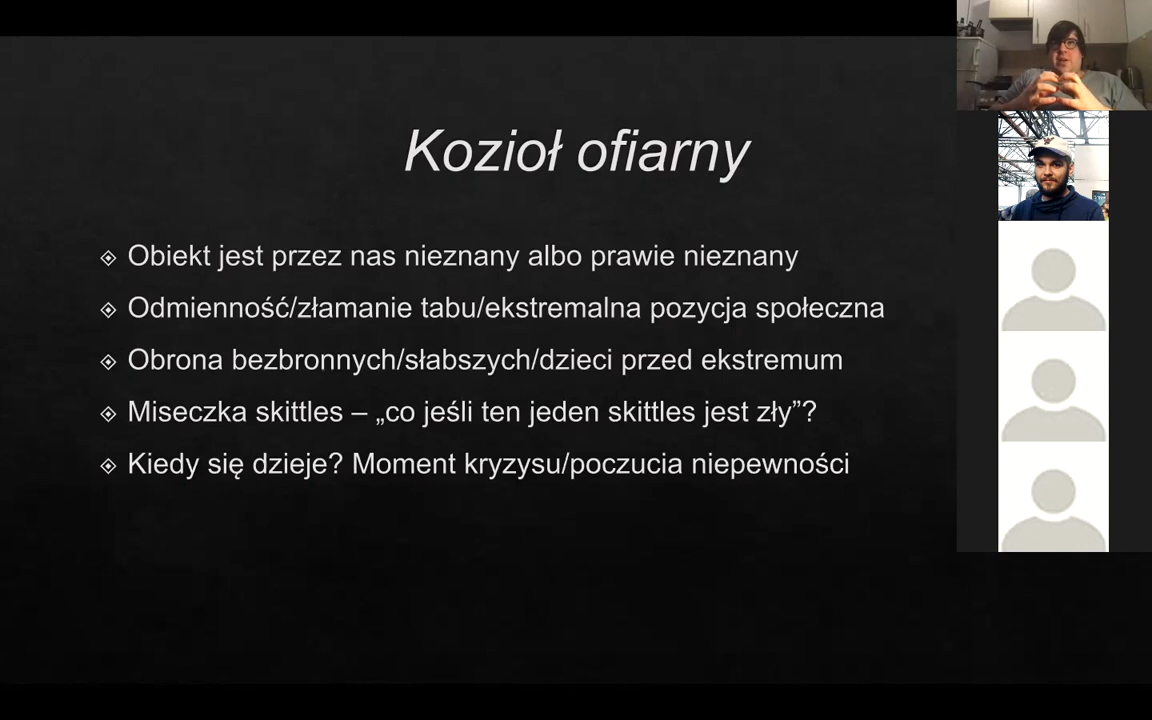 Kozioł ofiarny
Obiekt jest przez nas nieznany albo prawie nieznany
Odmienność/złamanie tabu/ekstremalna pozycja społeczna
Obrona bezbronnych/słabszych/dzieci przed ekstremum
Miseczka skittles – „co jeśli ten jeden skittles jest zły”?
Kiedy się dzieje? Moment kryzysu/poczucia niepewności